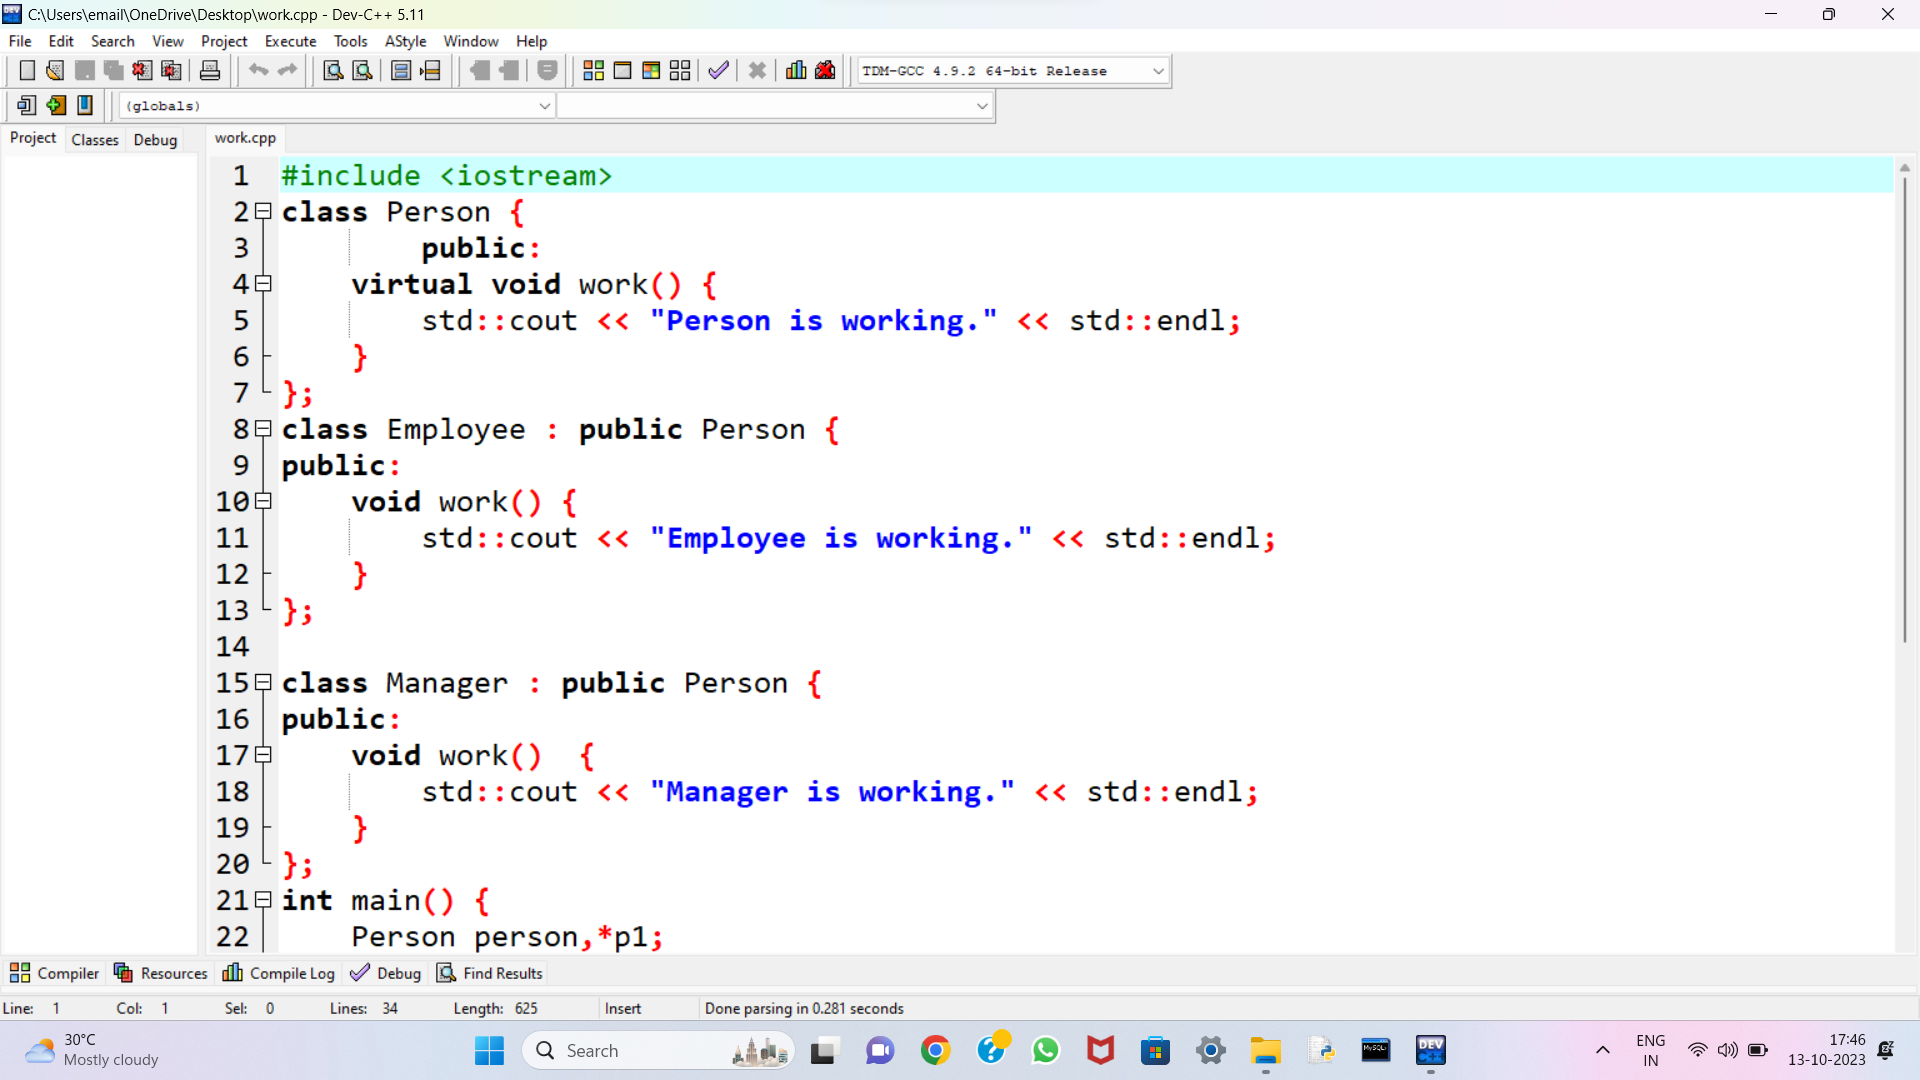 C:\Users\email\OneDrive\Desktop\work.cpp - Dev-C++ 5.11
File Edit Search View Project Execute Tools AStyle Window Help
TDM-GCC 4.9.2 64-bit Release
(globals)
Project Classes Debug work.cpp
1 #include <iostream>
2 class Person {
3 public:
4 virtual void work() {
5 std::cout << "Person is working." << std::endl;
6 }
7 };
8 class Employee : public Person {
9 public:
10 void work() {
11 std::cout << "Employee is working." << std::endl;
12 }
13 };
14
15 class Manager : public Person {
16 public:
17 void work()  {
18 std::cout << "Manager is working." << std::endl;
19 }
20 };
21 int main() {
22 Person person,*p1;
Compiler Resources Compile Log Debug Find Results
Line: 1 Col: 1 Sel: 0 Lines: 34 Length: 625 Insert Done parsing in 0.281 seconds
30°C
Mostly cloudy
Search
MySQL
DEV
ENG
IN
17:46
13-10-2023